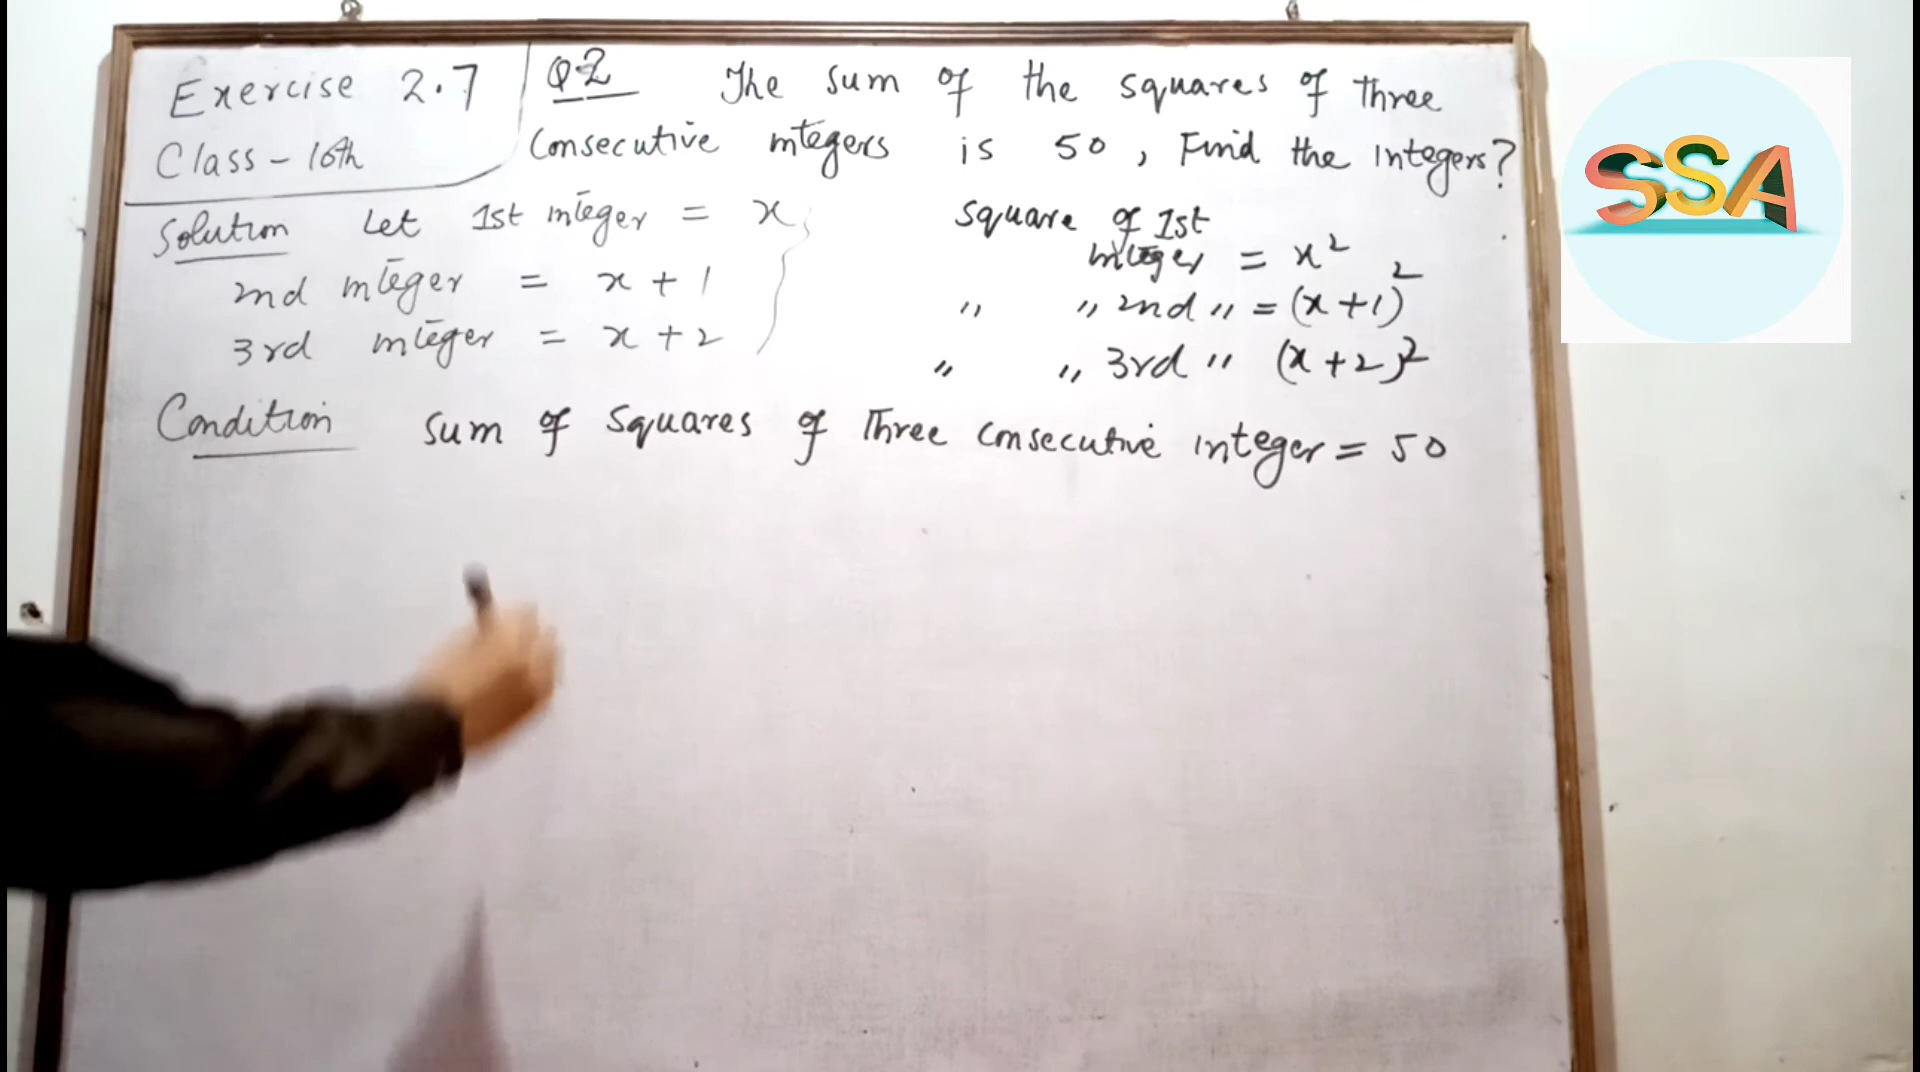 Exercise 2.7
Class - 10th
Q2 The sum of the squares of three
consecutive integers is 50, Find the integers?
Solution Let 1st integer = x
2nd integer = x + 1
3rd integer = x + 2
square of 1st
integer = x²
" " 2nd " = (x+1)²
" " 3rd " (x+2)²
Condition Sum of Squares of Three consecutive integer = 50
SSA